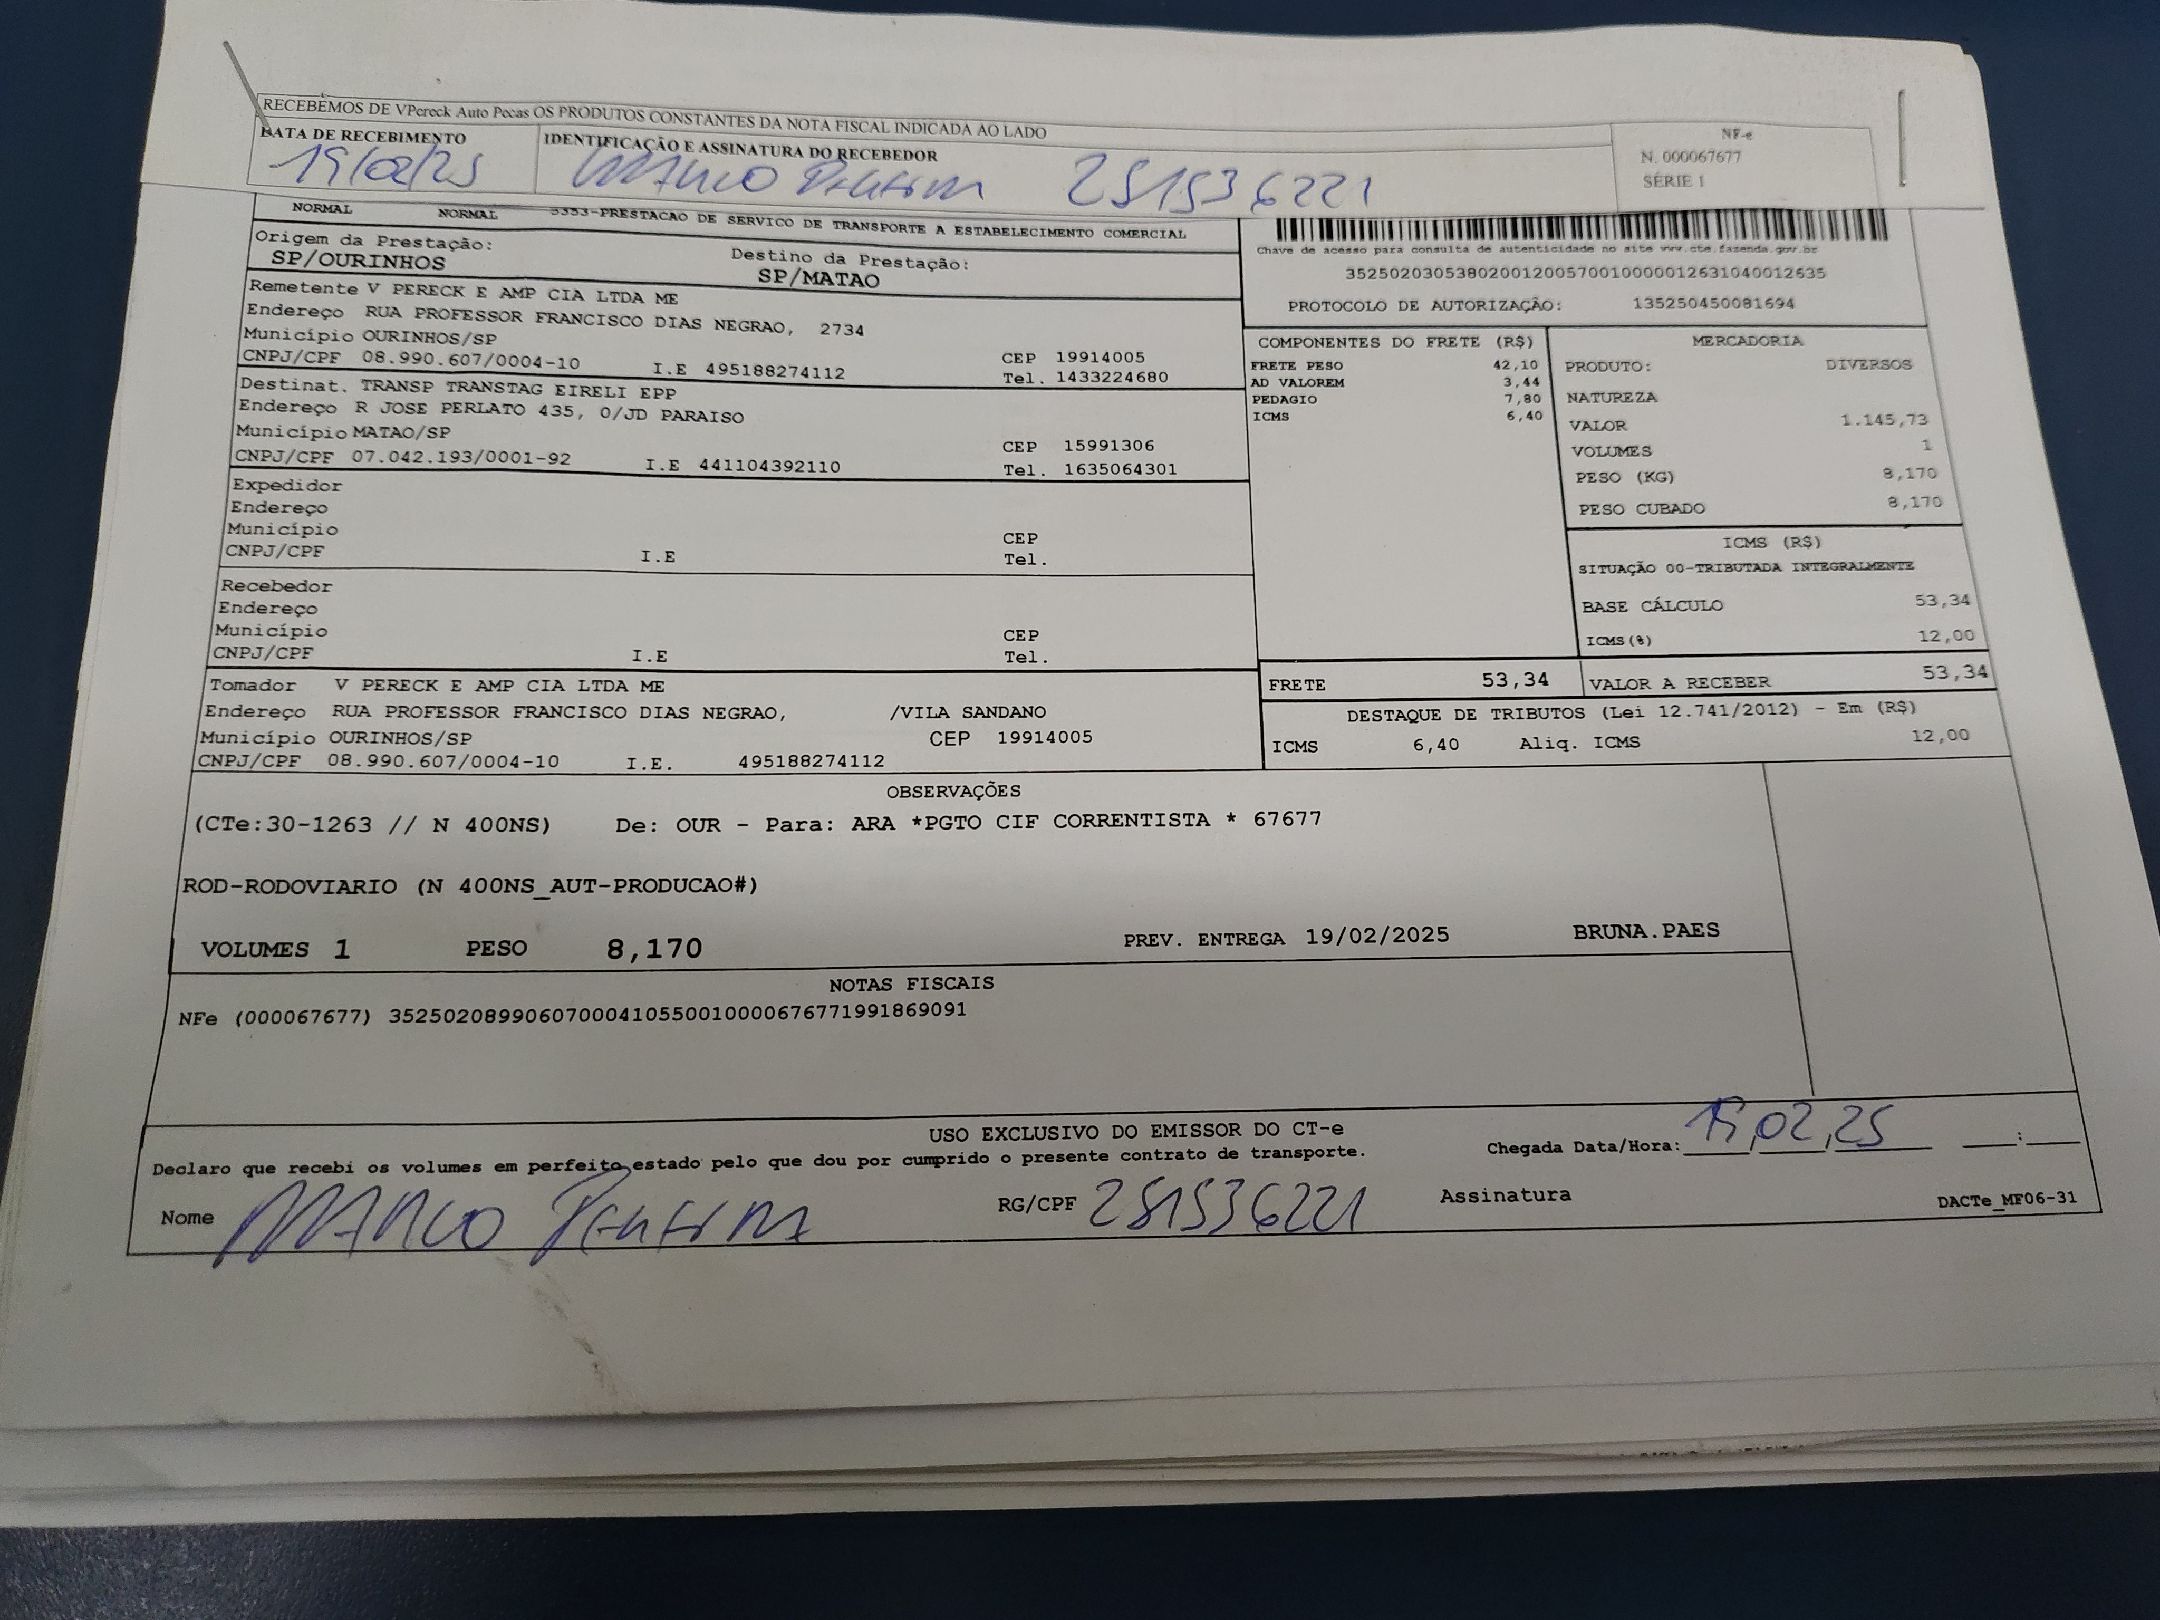 RECEBEMOS DE VPereck Auto Pecas OS PRODUTOS CONSTANTES DA NOTA FISCAL INDICADA AO LADO
DATA DE RECEBIMENTO
19/02/25
IDENTIFICAÇÃO E ASSINATURA DO RECEBEDOR
MARCO 281536221
NF-e
N. 000067677
SÉRIE 1
NORMAL NORMAL 5353-PRESTACAO DE SERVICO DE TRANSPORTE A ESTABELECIMENTO COMERCIAL
Origem da Prestação:
SP/OURINHOS
Destino da Prestação:
SP/MATAO
Chave de acesso para consulta de autenticidade no site www.cte.fazenda.gov.br
35250203053802001200570010000012631040012635
PROTOCOLO DE AUTORIZAÇÃO: 135250450081694
Remetente V PERECK E AMP CIA LTDA ME
Endereço RUA PROFESSOR FRANCISCO DIAS NEGRAO, 2734
Município OURINHOS/SP CEP 19914005
CNPJ/CPF 08.990.607/0004-10 I.E 495188274112 Tel. 1433224680
Destinat. TRANSP TRANSTAG EIRELI EPP
Endereço R JOSE PERLATO 435, 0/JD PARAISO
Município MATAO/SP CEP 15991306
CNPJ/CPF 07.042.193/0001-92 I.E 441104392110 Tel. 1635064301
Expedidor
Endereço
Município CEP
CNPJ/CPF I.E Tel.
Recebedor
Endereço
Município CEP
CNPJ/CPF I.E Tel.
Tomador V PERECK E AMP CIA LTDA ME
Endereço RUA PROFESSOR FRANCISCO DIAS NEGRAO, /VILA SANDANO
Município OURINHOS/SP CEP 19914005
CNPJ/CPF 08.990.607/0004-10 I.E. 495188274112
COMPONENTES DO FRETE (R$)
FRETE PESO 42,10
AD VALOREM 3,44
PEDAGIO 7,80
ICMS 6,40
MERCADORIA
PRODUTO: DIVERSOS
NATUREZA
VALOR 1.145,73
VOLUMES 1
PESO (KG) 8,170
PESO CUBADO 8,170
ICMS (R$)
SITUAÇÃO 00-TRIBUTADA INTEGRALMENTE
BASE CÁLCULO 53,34
ICMS(%) 12,00
FRETE 53,34 VALOR A RECEBER 53,34
DESTAQUE DE TRIBUTOS (Lei 12.741/2012) - Em (R$)
ICMS 6,40 Aliq. ICMS 12,00
OBSERVAÇÕES
(CTe:30-1263 // N 400NS) De: OUR - Para: ARA *PGTO CIF CORRENTISTA * 67677
ROD-RODOVIARIO (N 400NS_AUT-PRODUCAO#)
VOLUMES 1 PESO 8,170 PREV. ENTREGA 19/02/2025 BRUNA.PAES
NOTAS FISCAIS
NFe (000067677) 35250208990607000410550010000676771991869091
USO EXCLUSIVO DO EMISSOR DO CT-e
Declaro que recebi os volumes em perfeito estado pelo que dou por cumprido o presente contrato de transporte.
Chegada Data/Hora: 19,02,25 :
Nome MARCO RG/CPF 281536221 Assinatura
DACTe_MF06-31